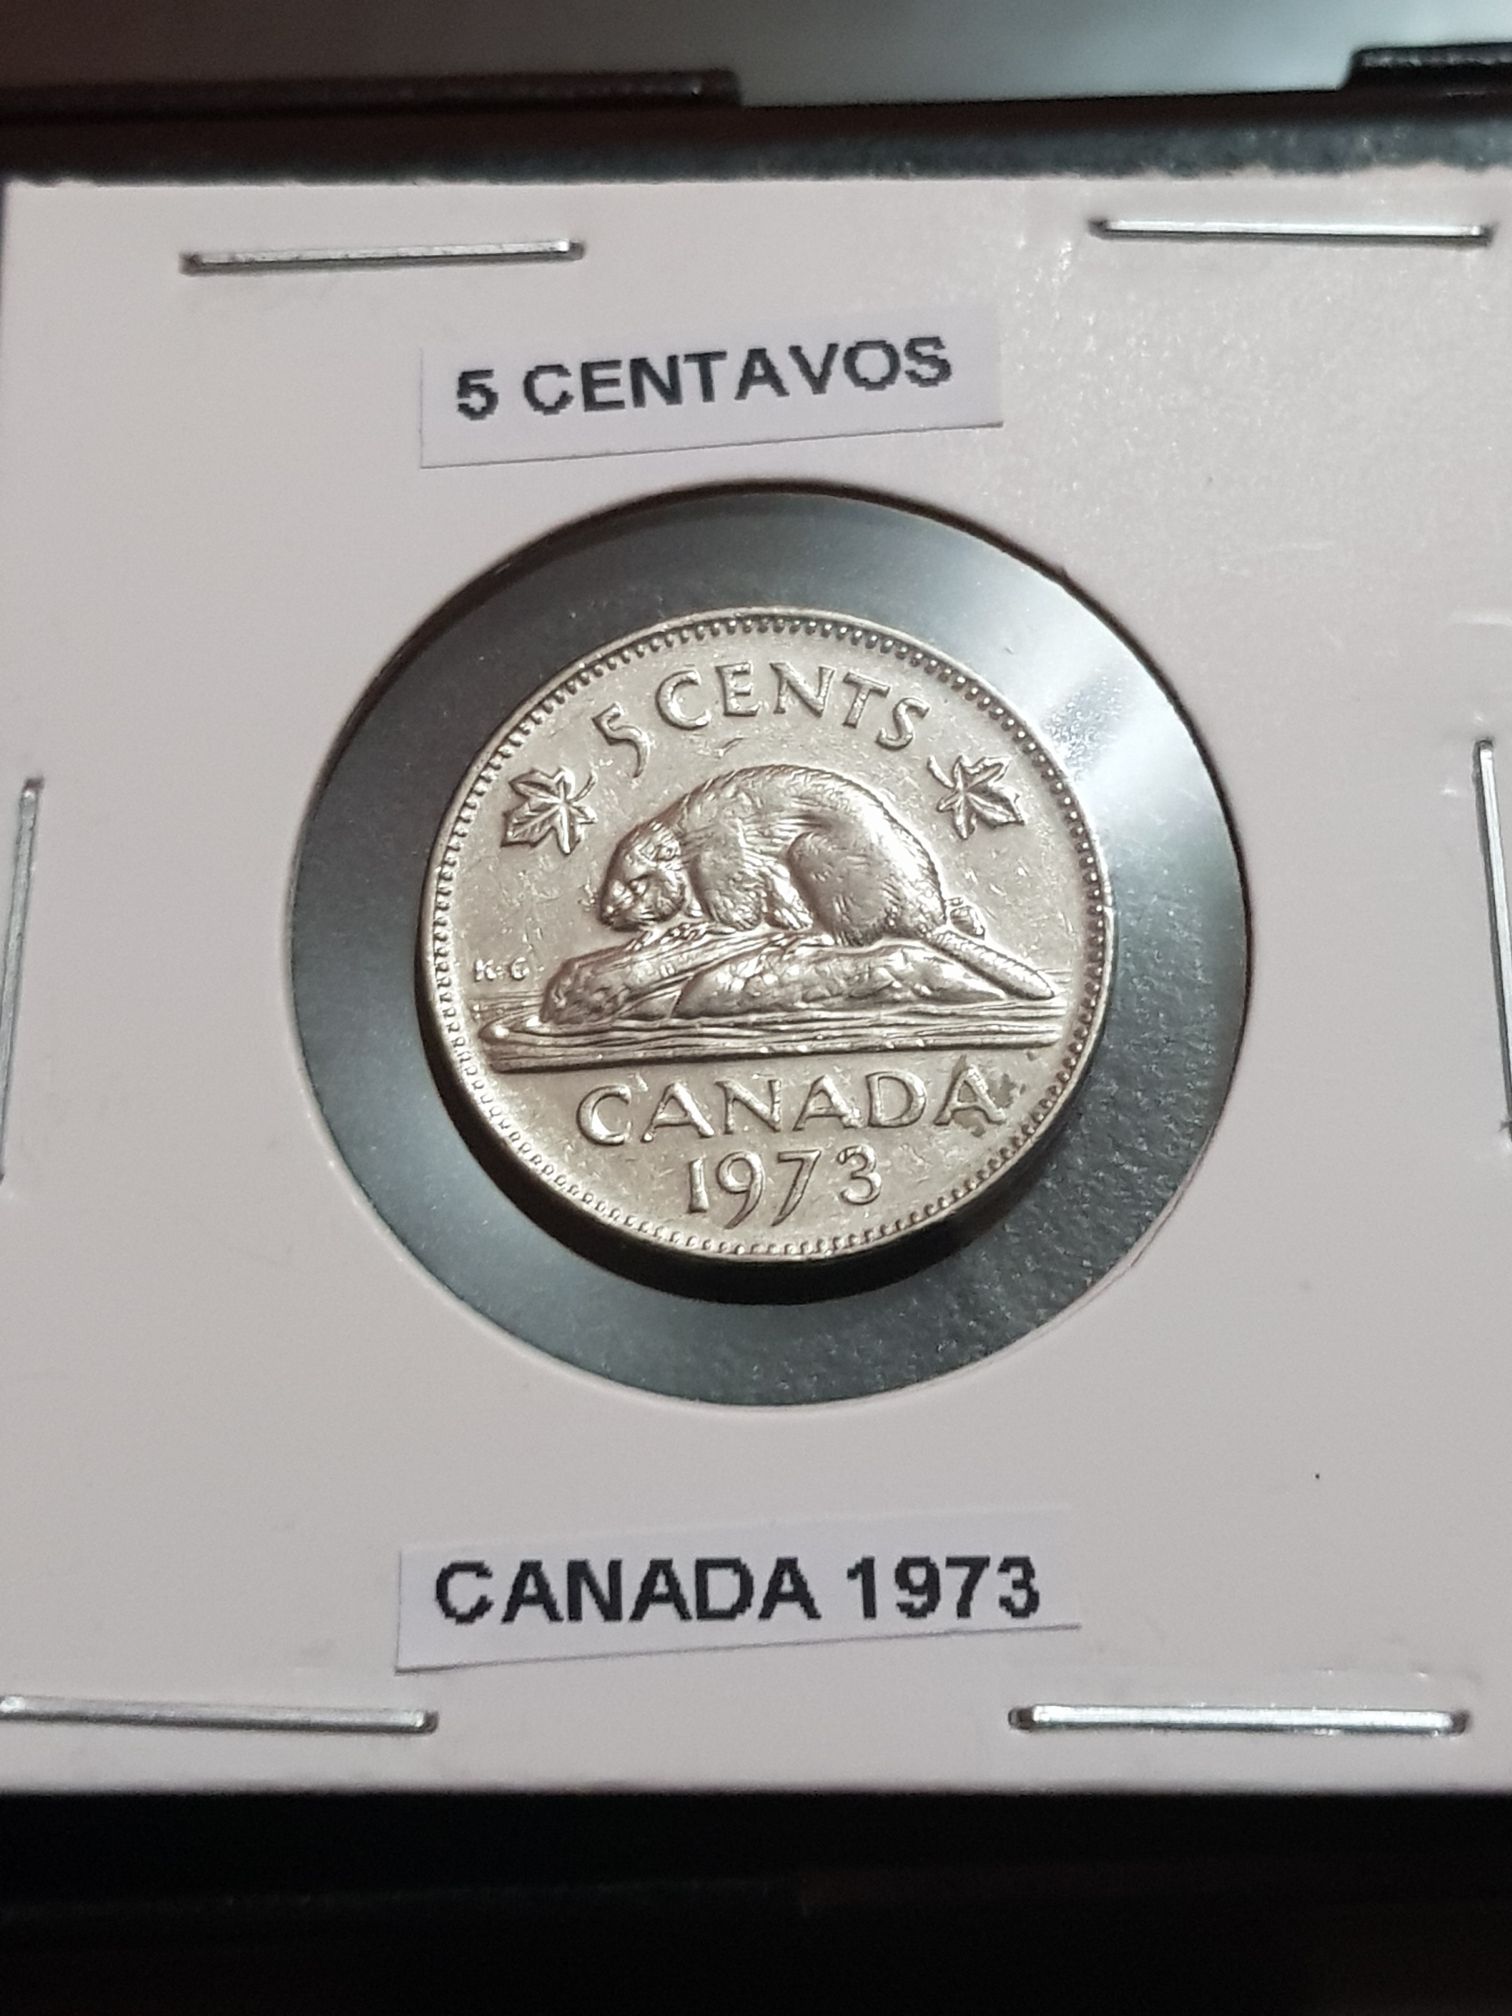 5 CENTAVOS
5 CENTS
K·G
CANADA
1973
CANADA 1973